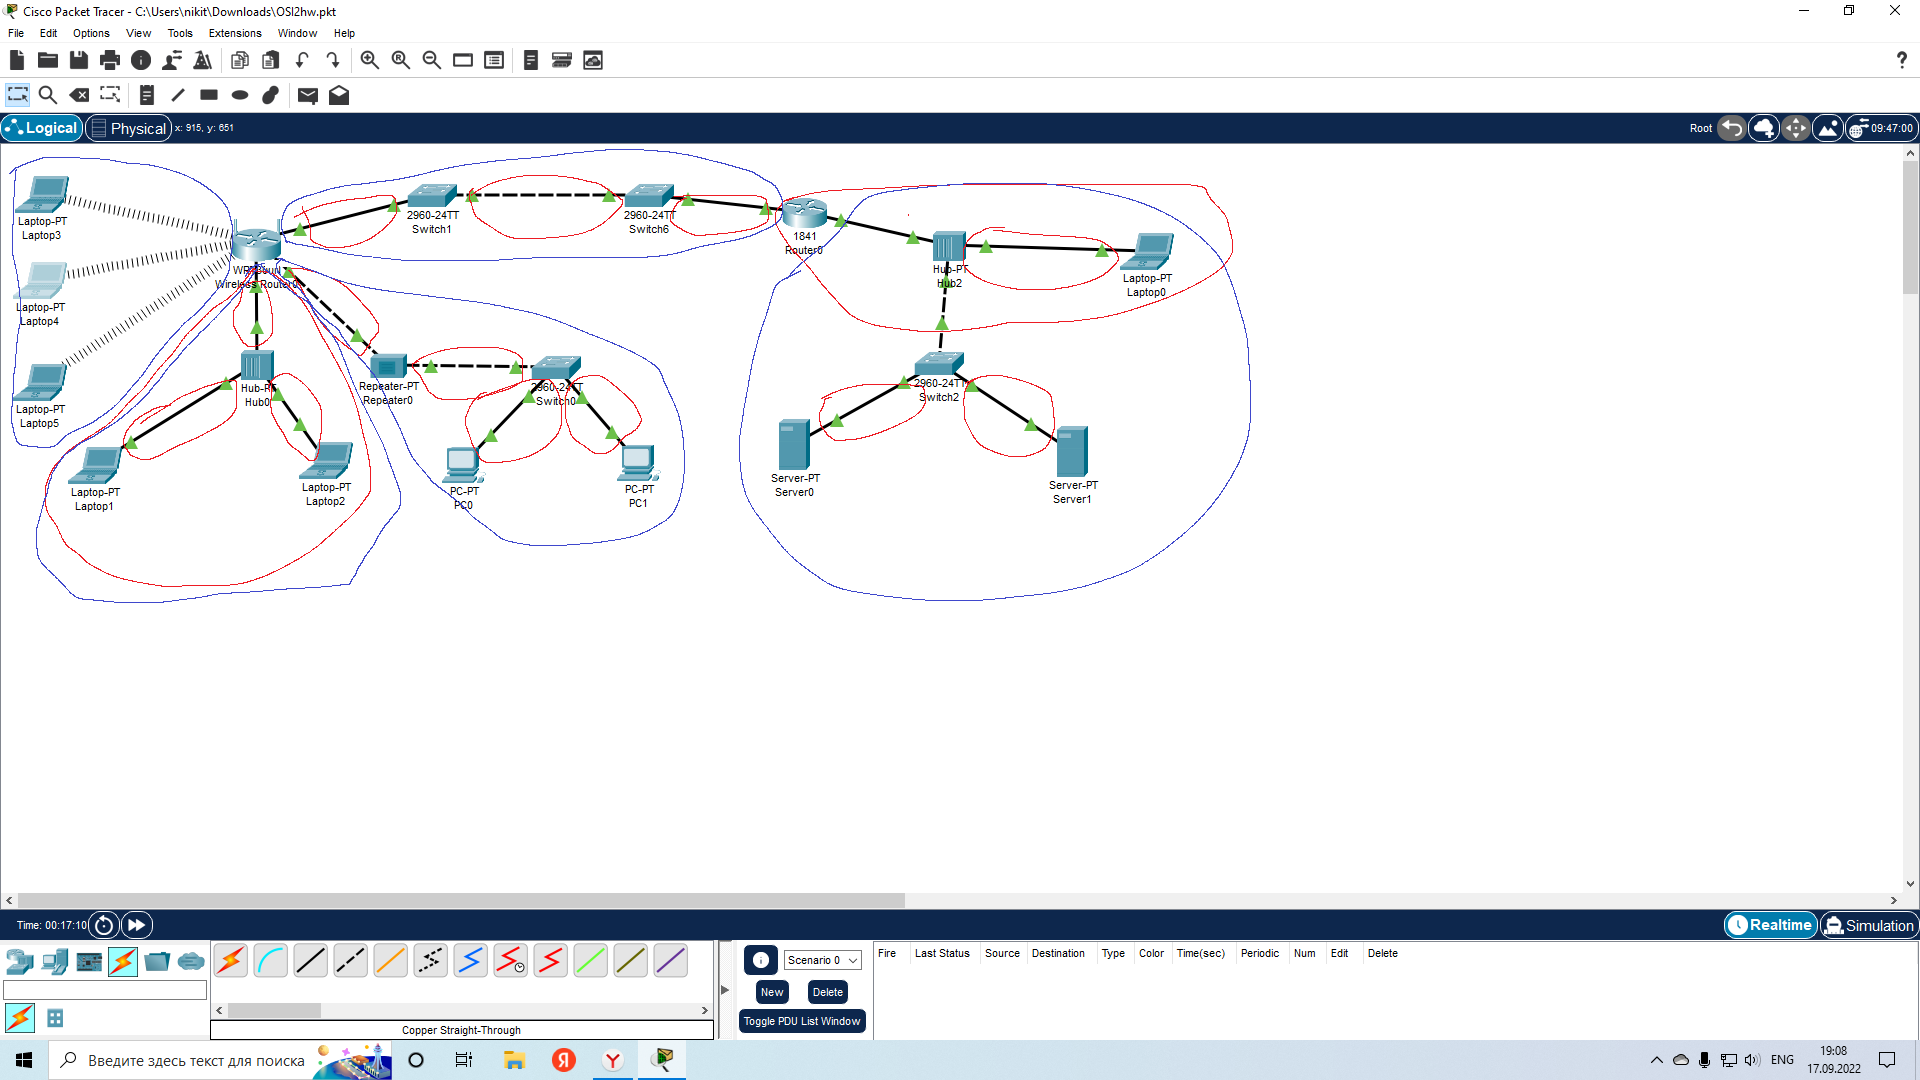 Cisco Packet Tracer - C:\Users\nikit\Downloads\OSI2hw.pkt
File Edit Options View Tools Extensions Window Help
Logical Physical x: 915, y: 651 Root 09:47:00
Laptop-PT
Laptop3
Laptop-PT
Laptop4
Laptop-PT
Laptop5
Wireless Router0
2960-24TT
Switch1
2960-24TT
Switch6
1841
Router0
Hub-PT
Hub2
Laptop-PT
Laptop0
Hub-PT
Hub0
Repeater-PT
Repeater0
2960-24TT
Switch0
2960-24TT
Switch2
Laptop-PT
Laptop1
Laptop-PT
Laptop2
PC-PT
PC0
PC-PT
PC1
Server-PT
Server0
Server-PT
Server1
Time: 00:17:10 Realtime Simulation
Scenario 0
New Delete
Toggle PDU List Window
Fire Last Status Source Destination Type Color Time(sec) Periodic Num Edit Delete
Copper Straight-Through
Введите здесь текст для поиска
ENG
19:08
17.09.2022